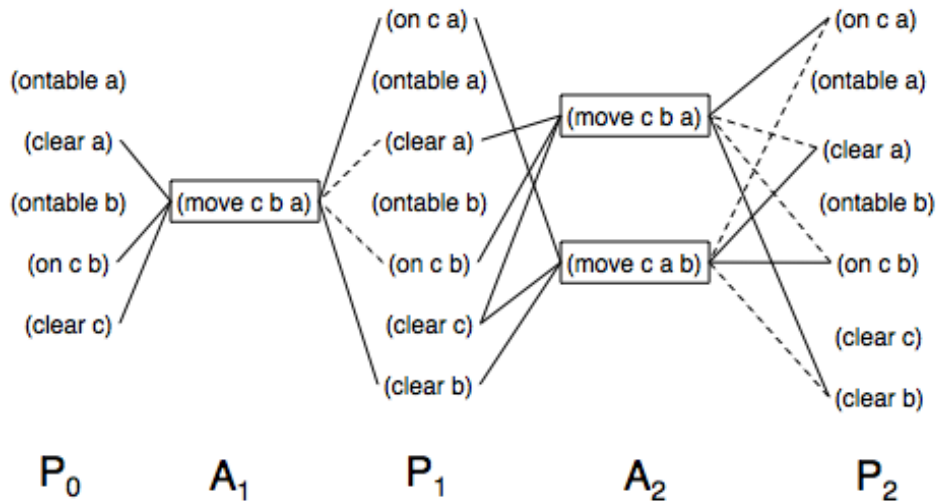 (ontable a)
(clear a)
(ontable b)
(on c b)
(clear c)
(move c b a)
(on c a)
(ontable a)
(clear a)
(ontable b)
(on c b)
(clear c)
(clear b)
(move c b a)
(move c a b)
(on c a)
(ontable a)
(clear a)
(ontable b)
(on c b)
(clear c)
(clear b)
P₀ A₁ P₁ A₂ P₂